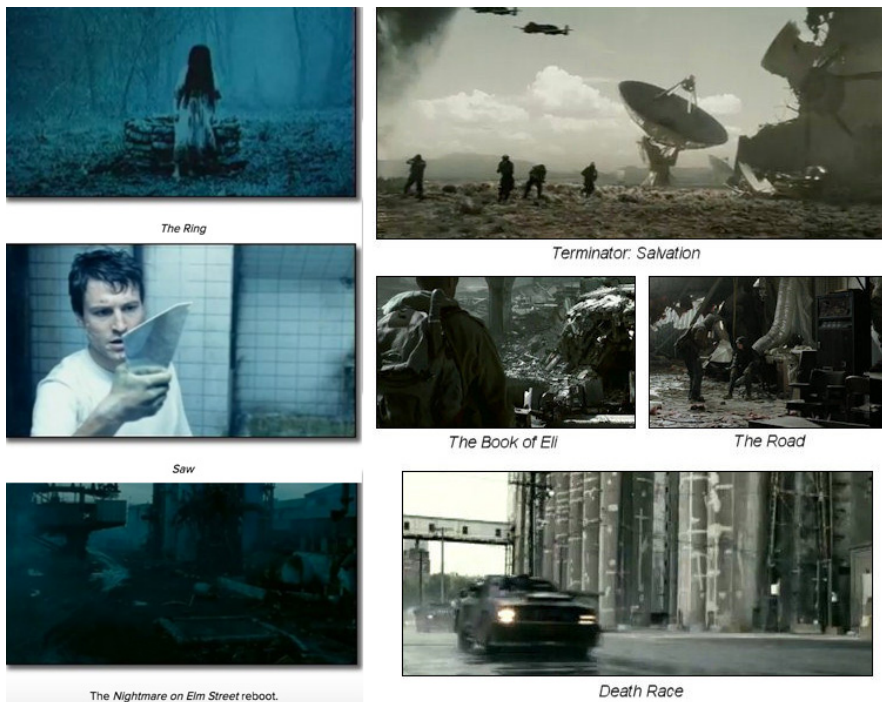 The Ring
Saw
The Nightmare on Elm Street reboot.
Terminator: Salvation
The Book of Eli
The Road
Death Race